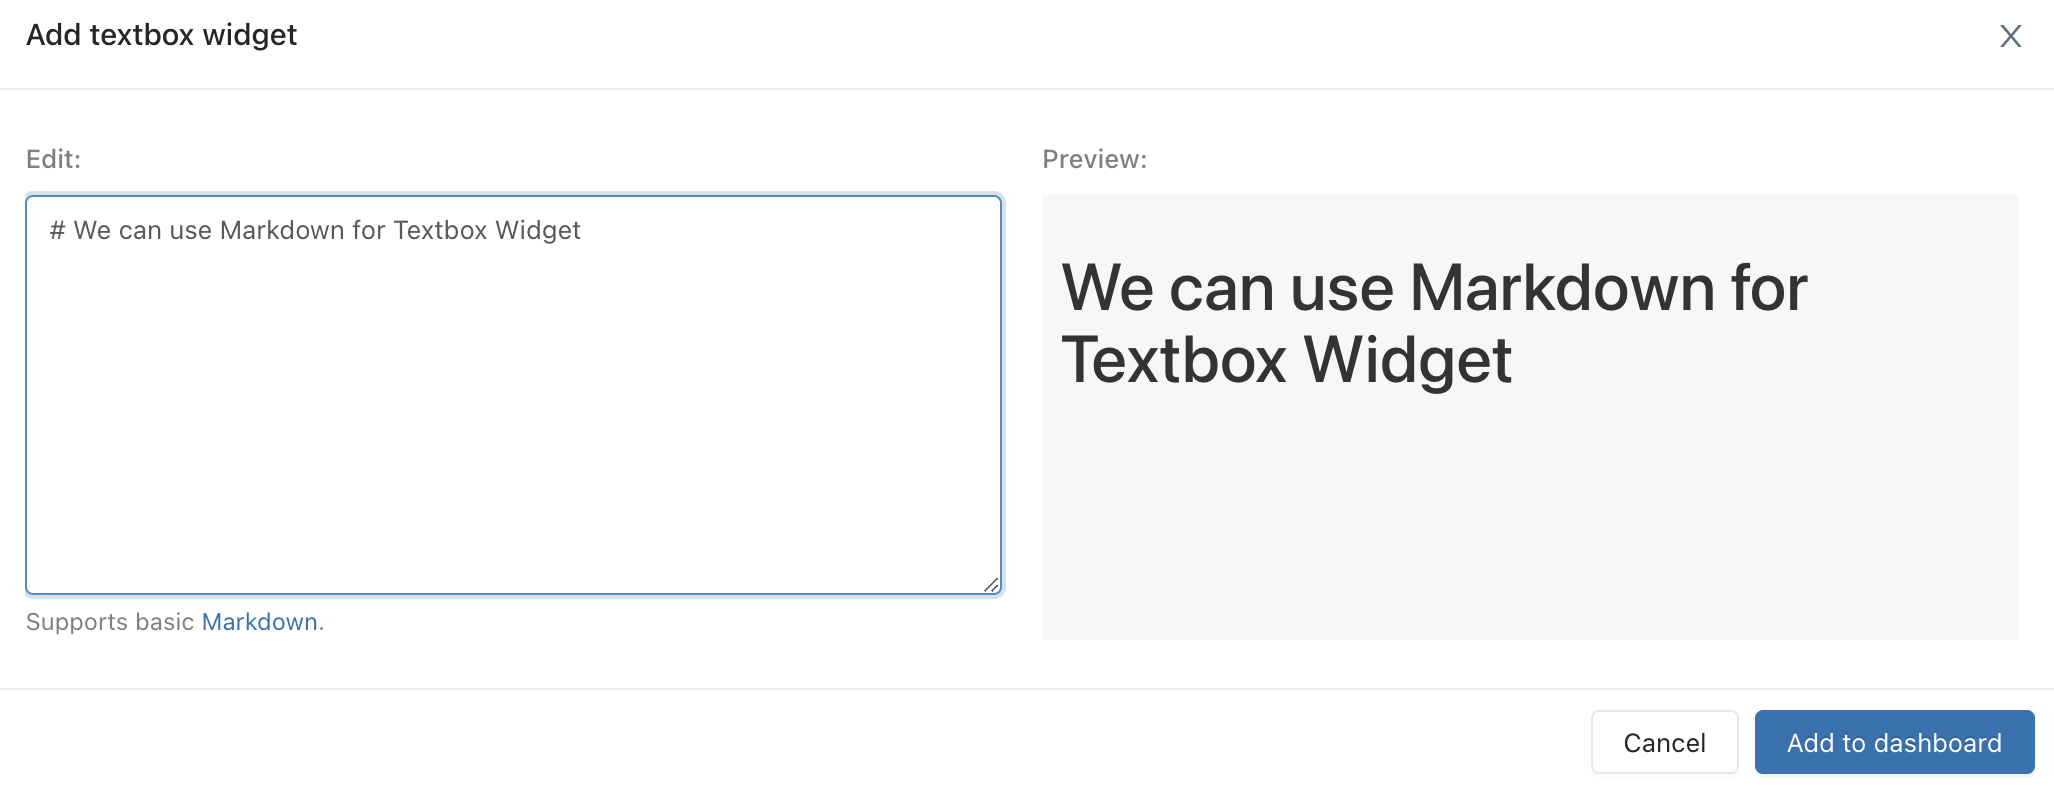 Add textbox widget
X
Edit:
# We can use Markdown for Textbox Widget
Supports basic Markdown.
Preview:
We can use Markdown for
Textbox Widget
Cancel
Add to dashboard